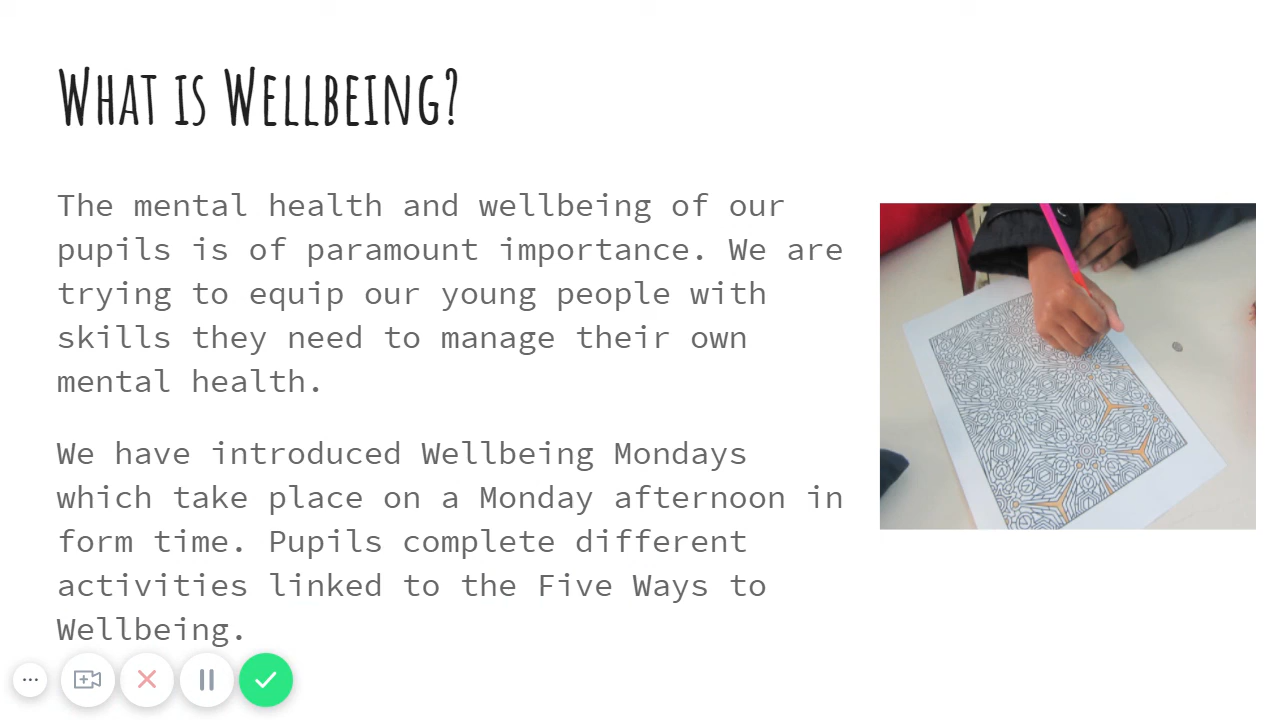 What is Wellbeing?
The mental health and wellbeing of our
pupils is of paramount importance. We are
trying to equip our young people with
skills they need to manage their own
mental health.
We have introduced Wellbeing Mondays
which take place on a Monday afternoon in
form time. Pupils complete different
activities linked to the Five Ways to
Wellbeing.